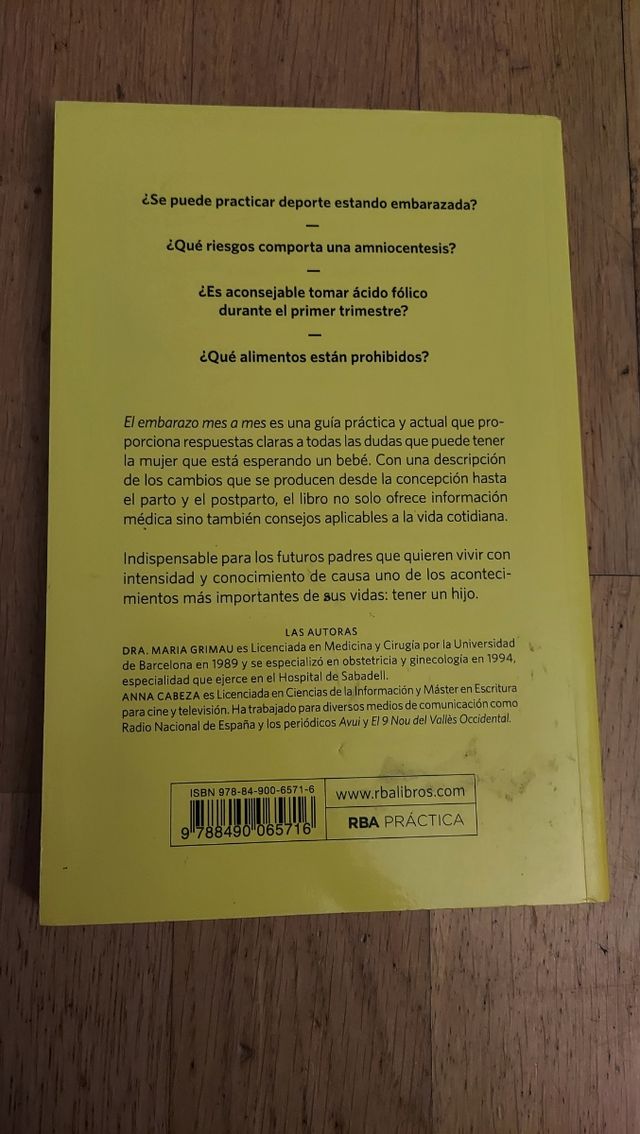 ¿Se puede practicar deporte estando embarazada?
—
¿Qué riesgos comporta una amniocentesis?
—
¿Es aconsejable tomar ácido fólico
durante el primer trimestre?
—
¿Qué alimentos están prohibidos?
El embarazo mes a mes es una guía práctica y actual que pro-
porciona respuestas claras a todas las dudas que puede tener
la mujer que está esperando un bebé. Con una descripción
de los cambios que se producen desde la concepción hasta
el parto y el postparto, el libro no solo ofrece información
médica sino también consejos aplicables a la vida cotidiana.
Indispensable para los futuros padres que quieren vivir con
intensidad y conocimiento de causa uno de los aconteci-
mientos más importantes de sus vidas: tener un hijo.
LAS AUTORAS
DRA. MARIA GRIMAU es Licenciada en Medicina y Cirugía por la Universidad
de Barcelona en 1989 y se especializó en obstetricia y ginecología en 1994,
especialidad que ejerce en el Hospital de Sabadell.
ANNA CABEZA es Licenciada en Ciencias de la Información y Máster en Escritura
para cine y televisión. Ha trabajado para diversos medios de comunicación como
Radio Nacional de España y los periódicos Avui y El 9 Nou del Vallès Occidental.
ISBN 978-84-900-6571-6
9 788490 065716
www.rbalibros.com
RBA PRÁCTICA